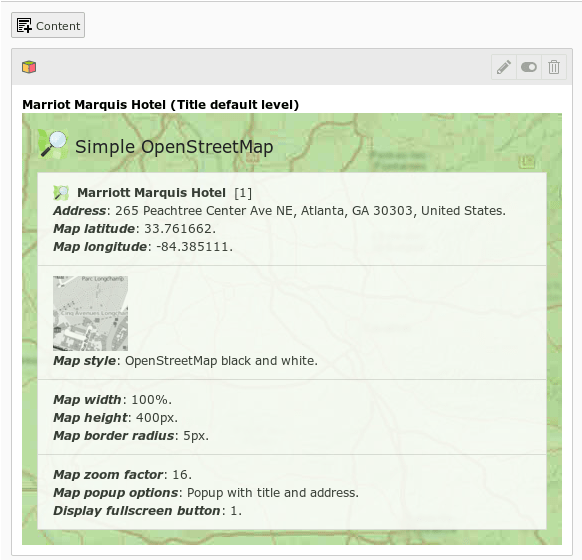 Content
Marriot Marquis Hotel (Title default level)
Simple OpenStreetMap
Marriott Marquis Hotel [1]
Address: 265 Peachtree Center Ave NE, Atlanta, GA 30303, United States.
Map latitude: 33.761662.
Map longitude: -84.385111.
Parc Longchamp
Cinq Avenues Longchamp
Map style: OpenStreetMap black and white.
Map width: 100%.
Map height: 400px.
Map border radius: 5px.
Map zoom factor: 16.
Map popup options: Popup with title and address.
Display fullscreen button: 1.